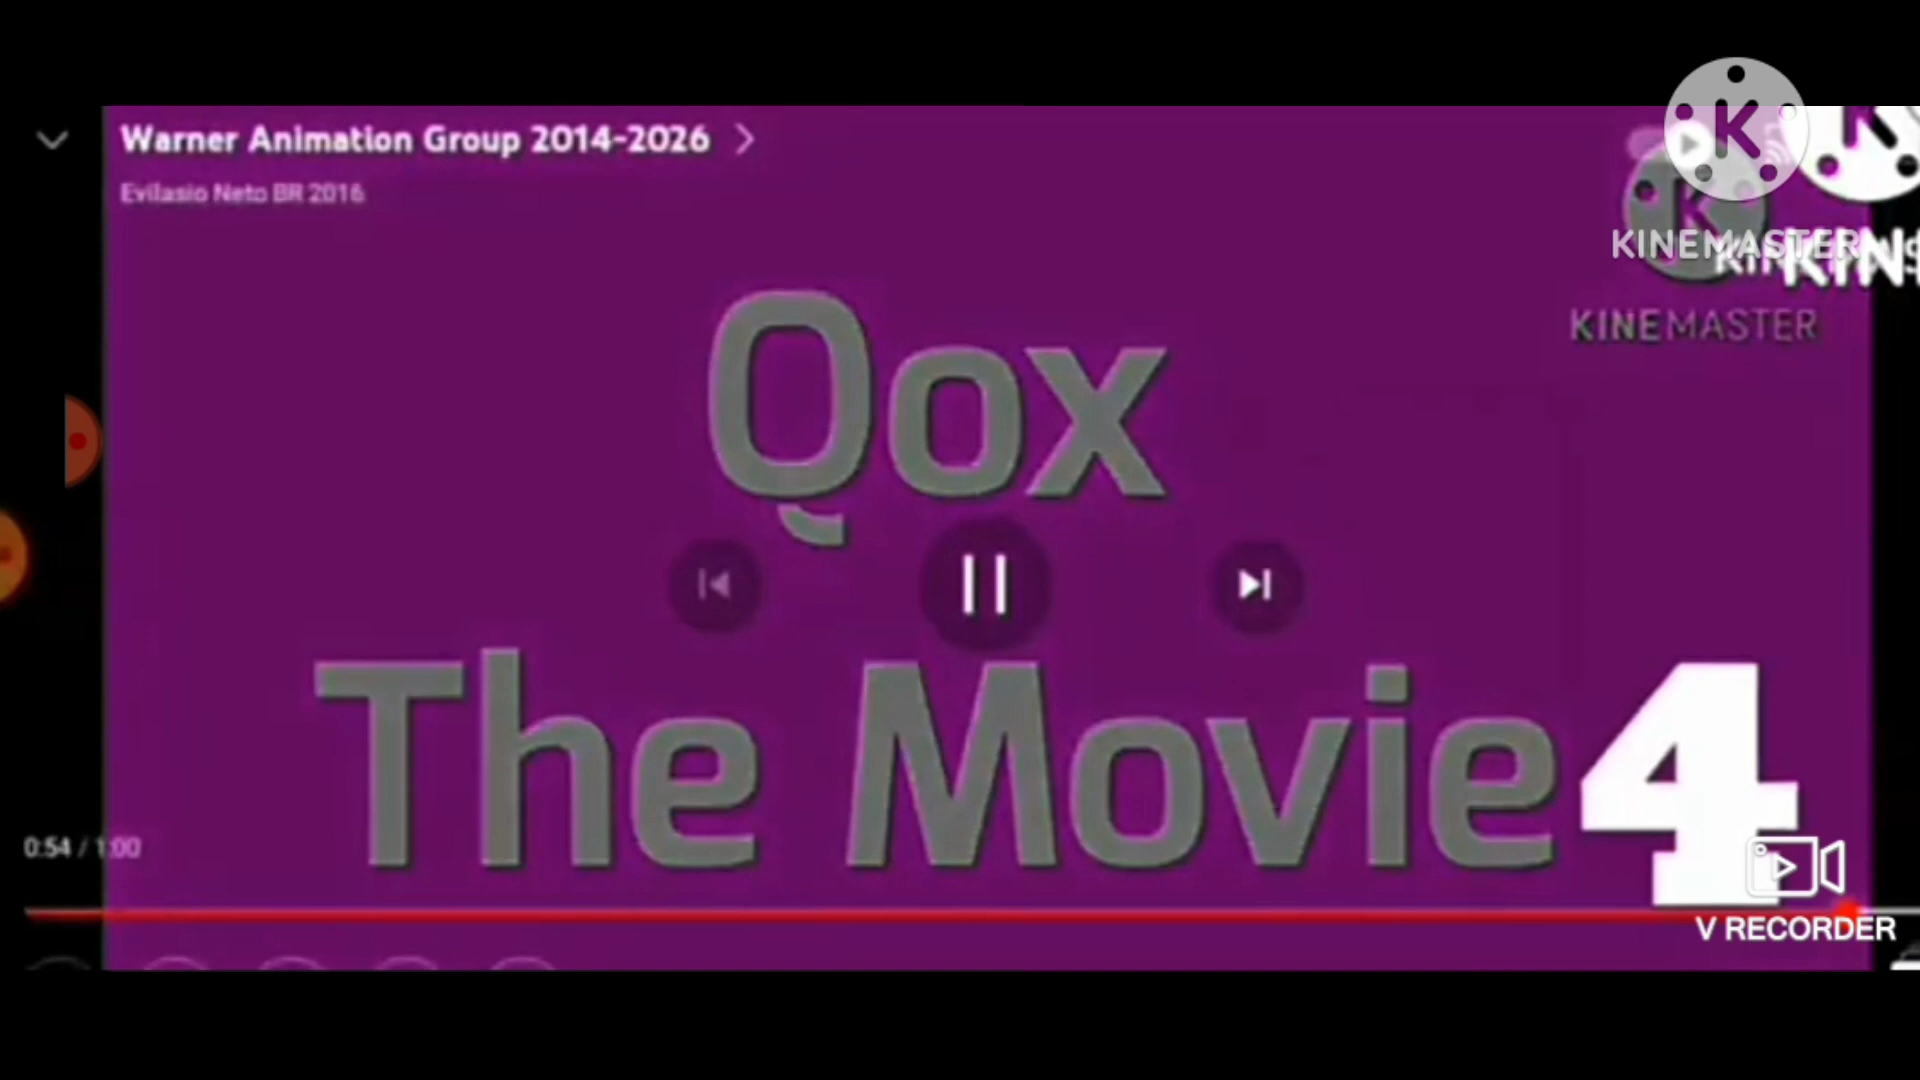 Warner Animation Group 2014-2026
Evilasio Neto BR 2016
KINEMASTER
KINEMASTER
Qox
The Movie 4
0:54 / 1:00
V RECORDER